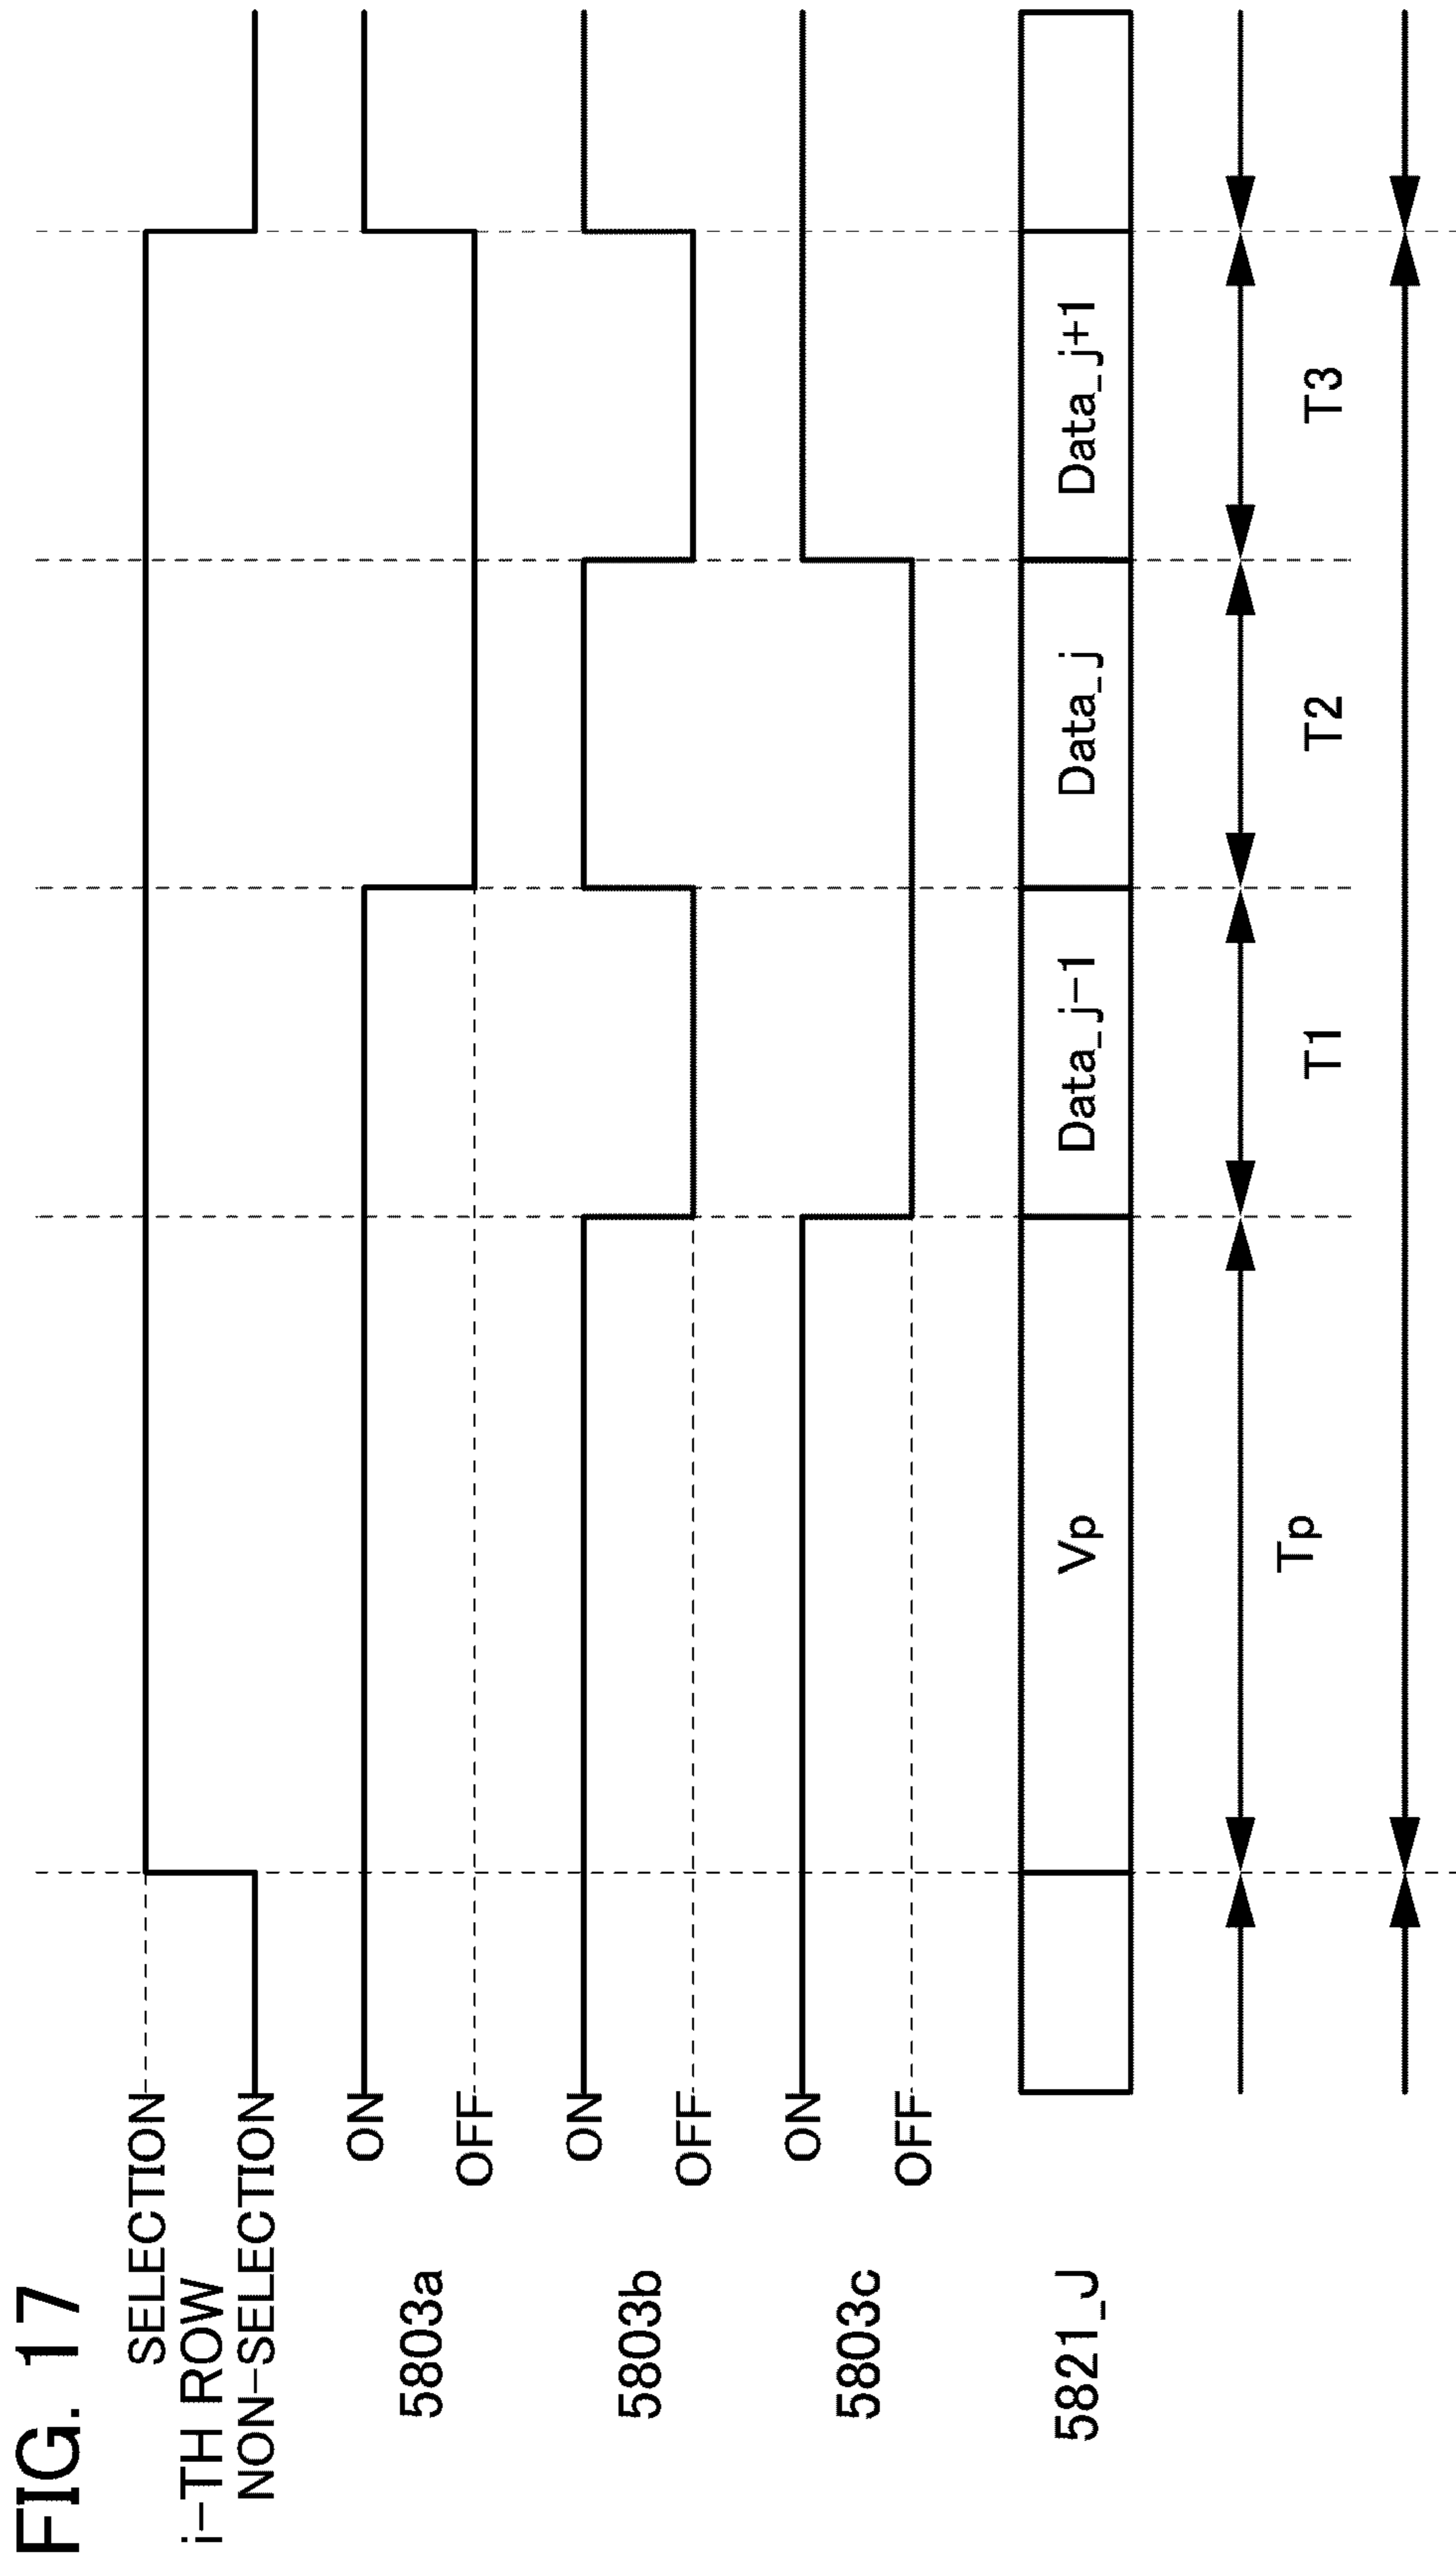 FIG. 17
SELECTION
i-TH ROW
NON-SELECTION
ON
5803a
OFF
ON
5803b
OFF
ON
5803c
OFF
5821_J
Vp
Data_j-1
Data_j
Data_j+1
Tp
T1
T2
T3